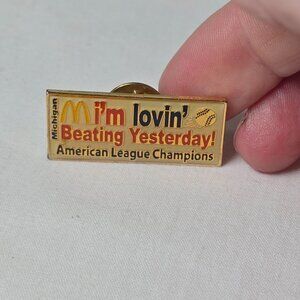 Michigan
i'm lovin'
Beating Yesterday!
American League Champions